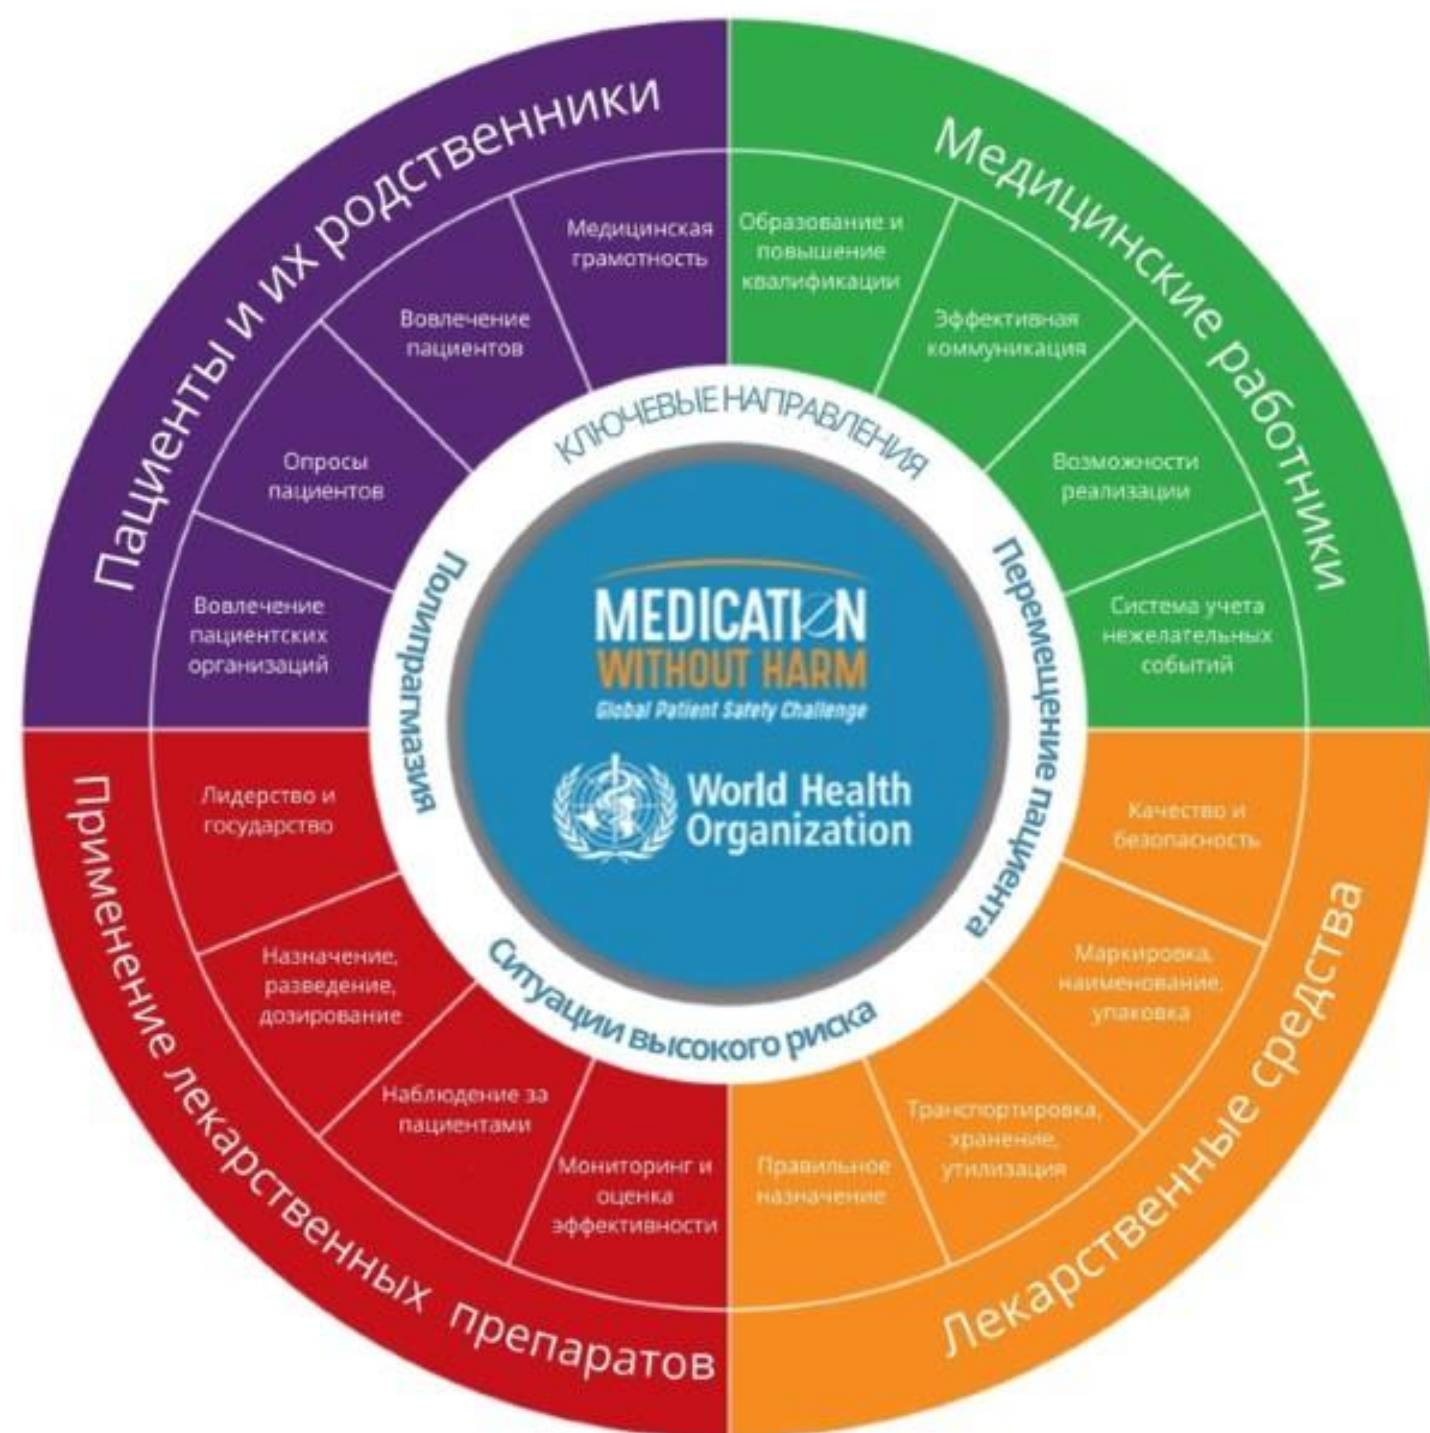 Пациенты и их родственники
Медицинская
грамотность
Вовлечение
пациентов
Опросы
пациентов
Вовлечение
пациентских
организаций
Медицинские работники
Образование и
повышение
квалификации
Эффективная
коммуникация
Возможности
реализации
Система учета
нежелательных
событий
Лекарственные средства
Качество и
безопасность
Маркировка,
наименование,
упаковка
Транспортировка,
хранение,
утилизация
Правильное
назначение
Применение лекарственных препаратов
Лидерство и
государство
Назначение,
разведение,
дозирование
Наблюдение за
пациентами
Мониторинг и
оценка
эффективности
КЛЮЧЕВЫЕ НАПРАВЛЕНИЯ
Перемещение пациента
Ситуации высокого риска
Полипрагмазия
MEDICATION
WITHOUT HARM
Global Patient Safety Challenge
World Health
Organization